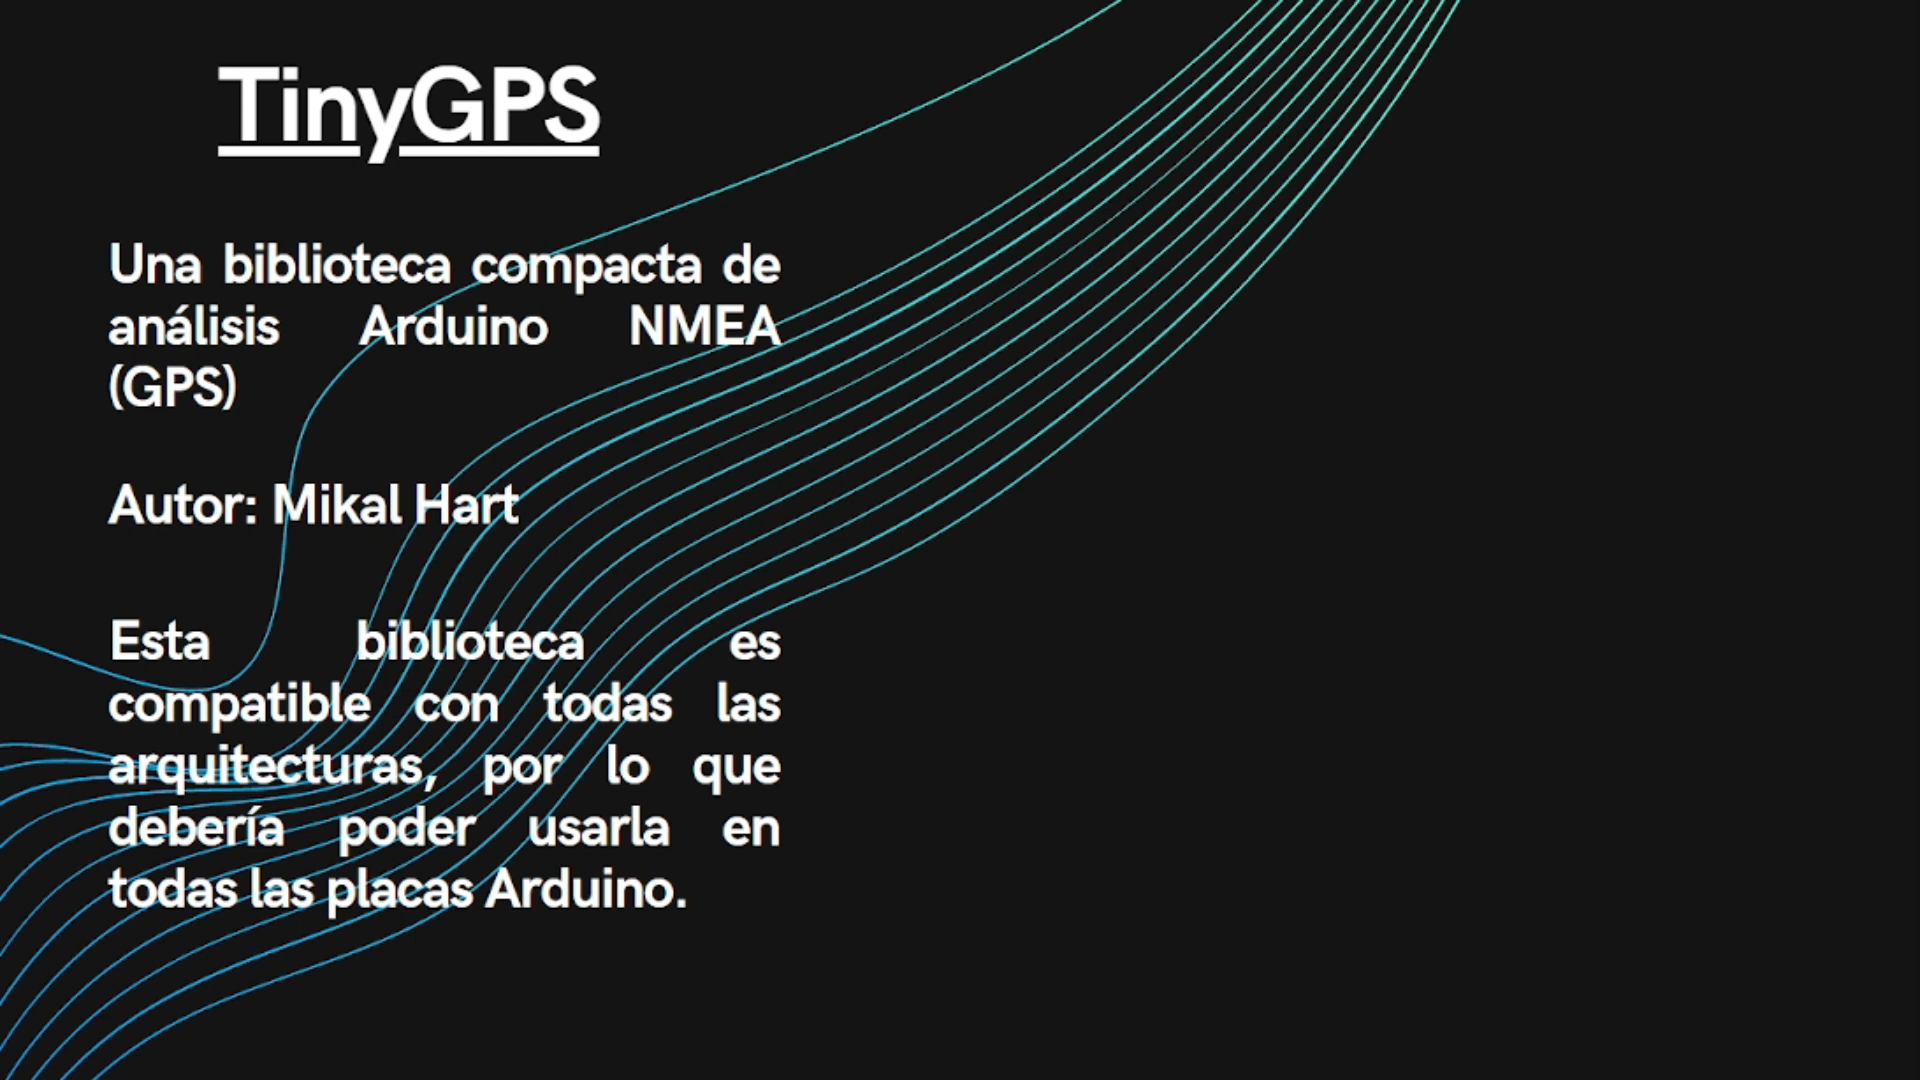 TinyGPS
Una biblioteca compacta de
análisis Arduino NMEA
(GPS)
Autor: Mikal Hart
Esta biblioteca es
compatible con todas las
arquitecturas, por lo que
debería poder usarla en
todas las placas Arduino.